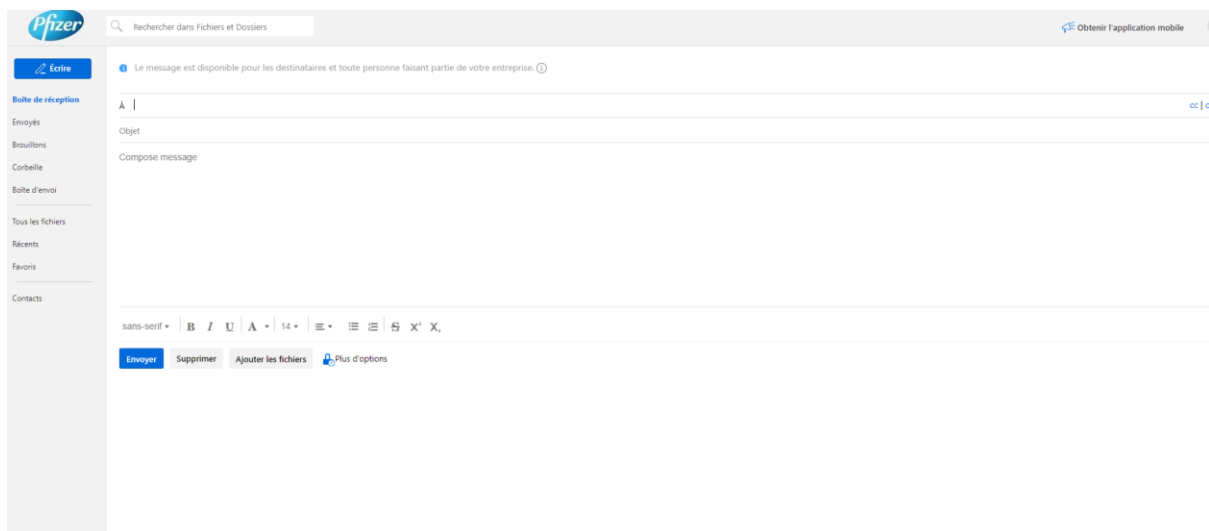 Pfizer
Rechercher dans Fichiers et Dossiers
Obtenir l'application mobile
Écrire
Le message est disponible pour les destinataires et toute personne faisant partie de votre entreprise.
Boîte de réception
À
cc |
Envoyés
Objet
Brouillons
Compose message
Corbeille
Boîte d'envoi
Tous les fichiers
Récents
Favoris
Contacts
sans-serif B I U A 14 S X¹ X,
Envoyer Supprimer Ajouter les fichiers Plus d'options